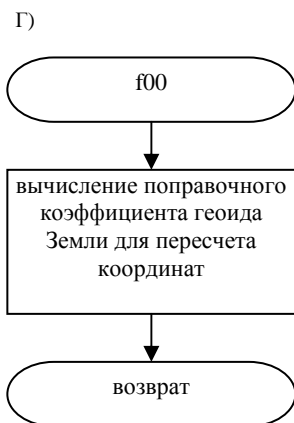 Г)
f00
вычисление поправочного
коэффициента геоида
Земли для пересчета
координат
возврат